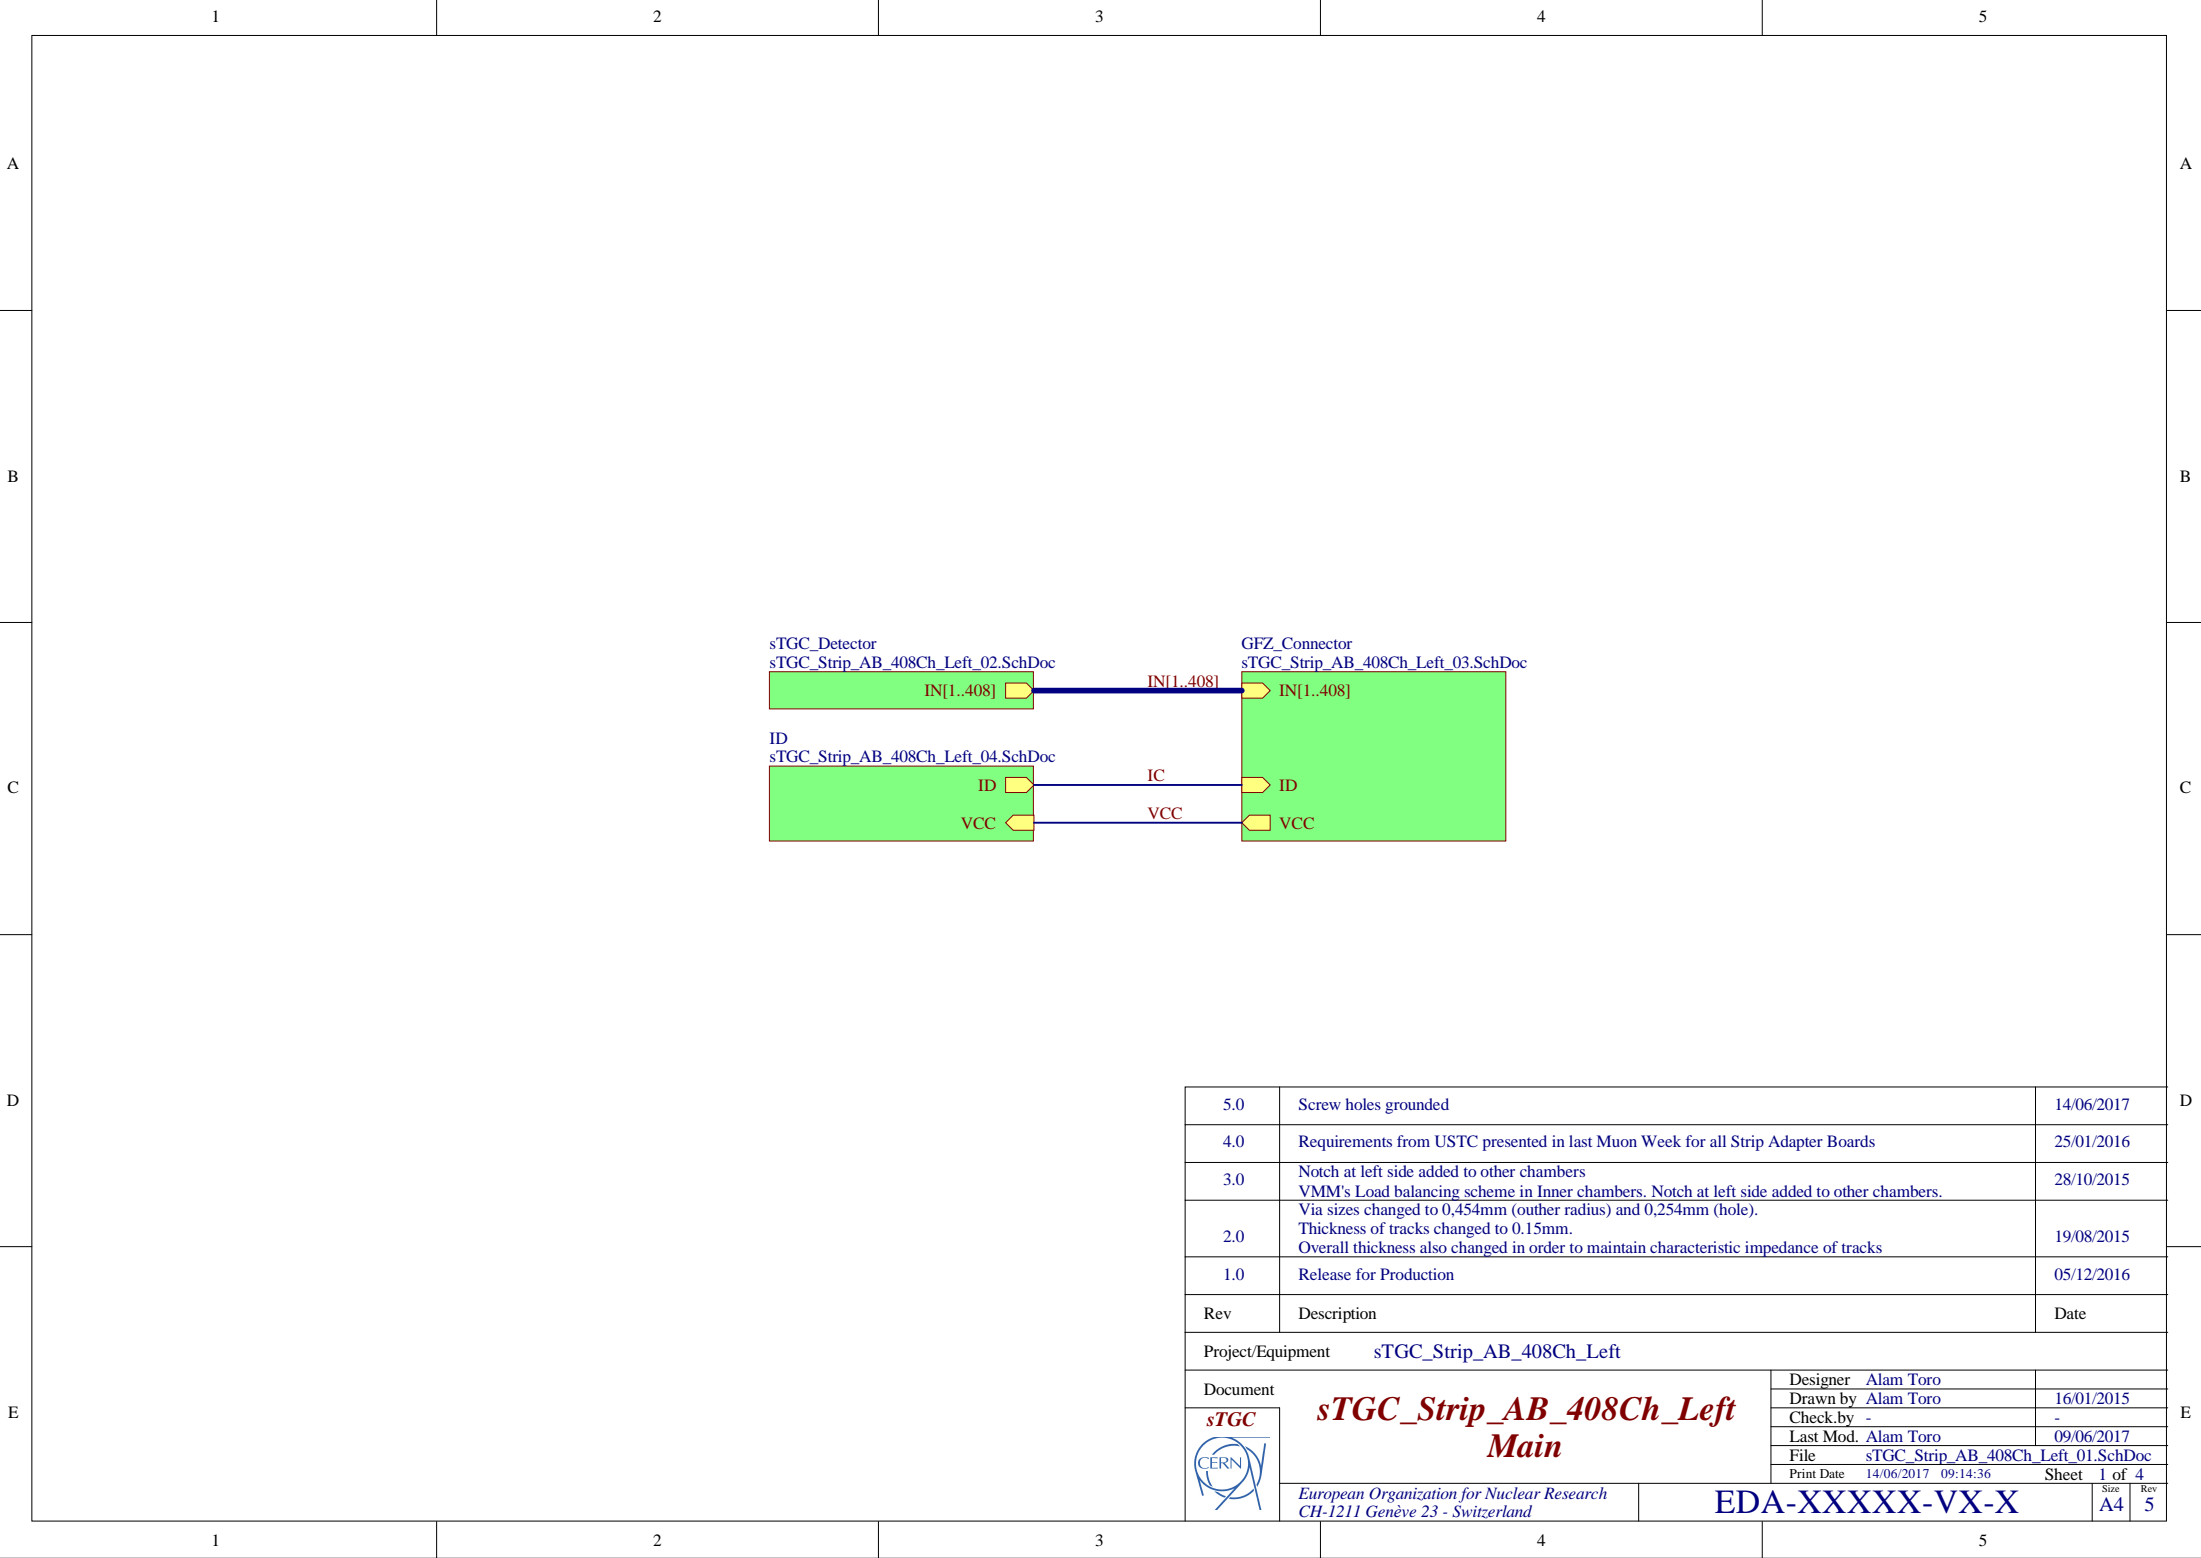 1 2 3 4 5
A A
B B
C C
D D
E E
sTGC_Detector
sTGC_Strip_AB_408Ch_Left_02.SchDoc
IN[1..408]
IN[1..408]
GFZ_Connector
sTGC_Strip_AB_408Ch_Left_03.SchDoc
IN[1..408]
ID
sTGC_Strip_AB_408Ch_Left_04.SchDoc
ID IC ID
VCC VCC VCC
5.0 Screw holes grounded 14/06/2017
4.0 Requirements from USTC presented in last Muon Week for all Strip Adapter Boards 25/01/2016
Notch at left side added to other chambers
3.0 28/10/2015
VMM's Load balancing scheme in Inner chambers. Notch at left side added to other chambers.
Via sizes changed to 0,454mm (outher radius) and 0,254mm (hole).
Thickness of tracks changed to 0.15mm.
2.0 19/08/2015
Overall thickness also changed in order to maintain characteristic impedance of tracks
1.0 Release for Production 05/12/2016
Rev Description Date
Project/Equipment sTGC_Strip_AB_408Ch_Left
Document
sTGC
CERN
sTGC_Strip_AB_408Ch_Left
Main
Designer Alam Toro
Drawn by Alam Toro 16/01/2015
Check.by - -
Last Mod. Alam Toro 09/06/2017
File sTGC_Strip_AB_408Ch_Left_01.SchDoc
Print Date 14/06/2017 09:14:36 Sheet 1 of 4
European Organization for Nuclear Research
CH-1211 Genève 23 - Switzerland
EDA-XXXXX-VX-X
Size
A4
Rev
5
1 2 3 4 5